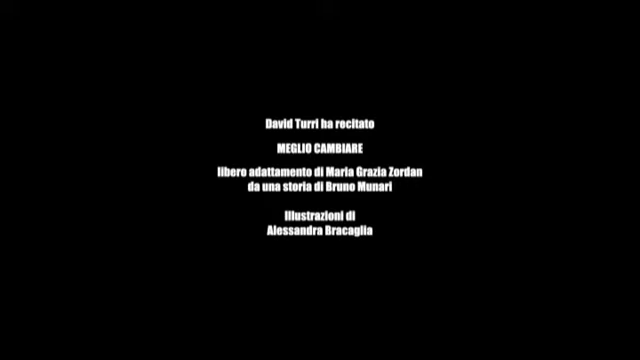 David Turri ha recitato
MEGLIO CAMBIARE
libero adattamento di Maria Grazia Zordan
da una storia di Bruno Munari
Illustrazioni di
Alessandra Bracaglia